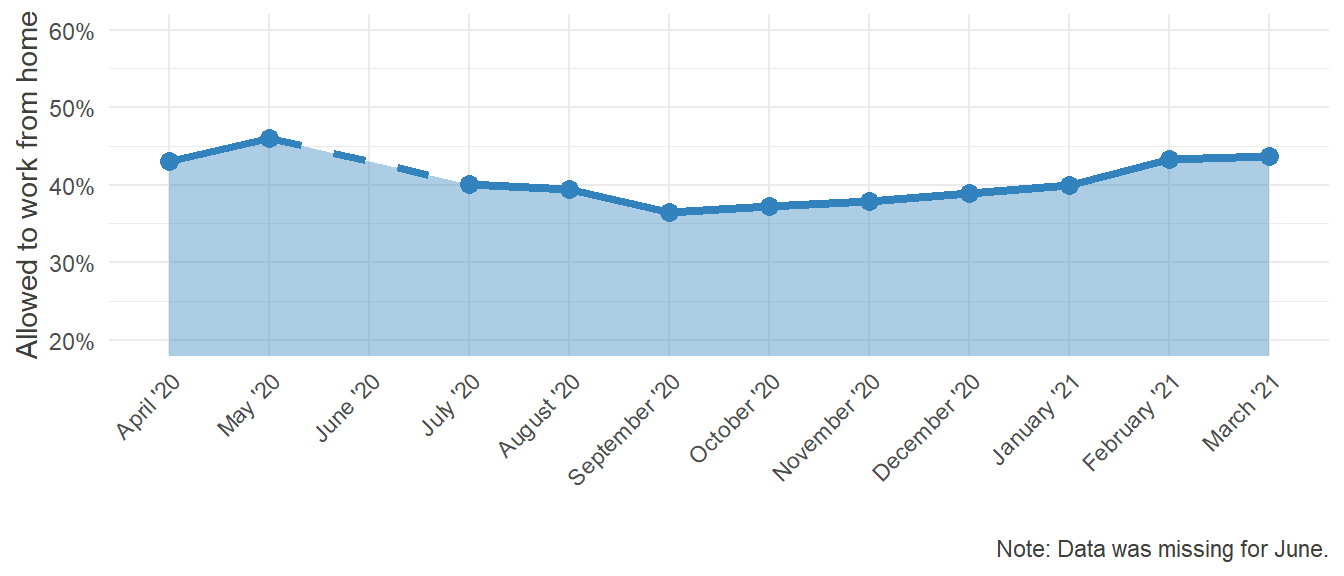 Allowed to work from home
60%
50%
40%
30%
20%
April '20
May '20
June '20
July '20
August '20
September '20
October '20
November '20
December '20
January '21
February '21
March '21
Note: Data was missing for June.